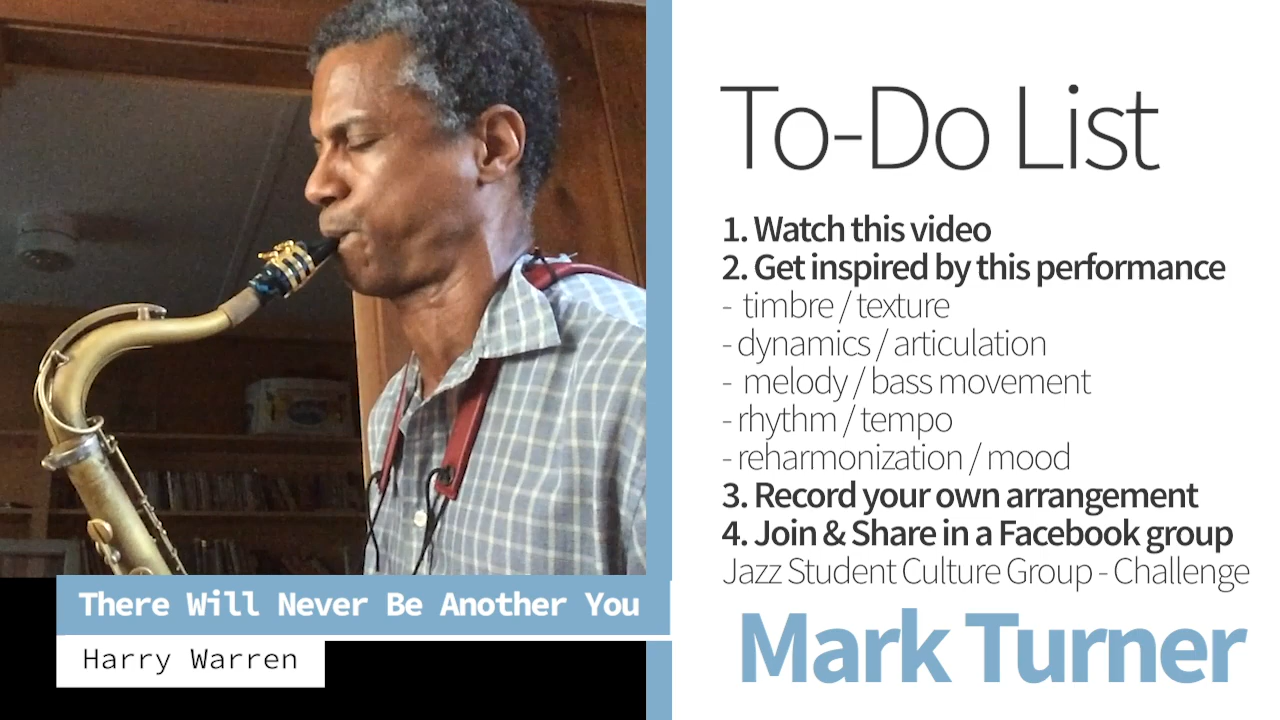 To-Do List
1. Watch this video
2. Get inspired by this performance
- timbre / texture
- dynamics / articulation
- melody / bass movement
- rhythm / tempo
- reharmonization / mood
3. Record your own arrangement
4. Join & Share in a Facebook group
Jazz Student Culture Group - Challenge
Mark Turner
There Will Never Be Another You
Harry Warren